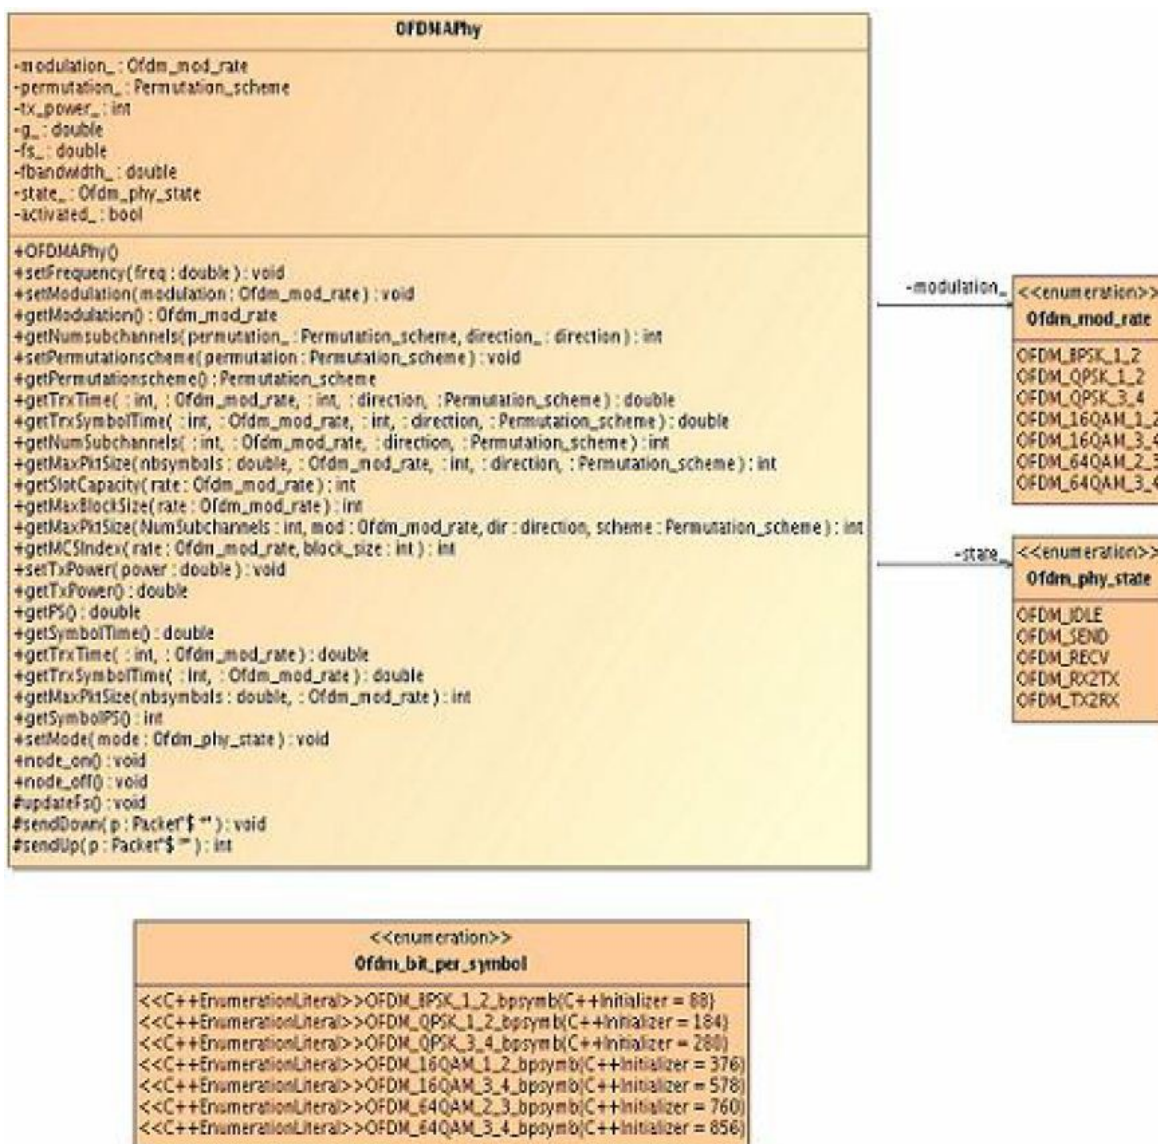 OFDMAPhy
-modulation_ : Ofdm_mod_rate
-permutation_ : Permutation_scheme
-tx_power_ : int
-g_ : double
-fs_ : double
-fbandwidth_ : double
-state_ : Ofdm_phy_state
-activated_ : bool
+OFDMAPhy()
+setFrequency( freq : double ) : void
+setModulation( modulation : Ofdm_mod_rate ) : void
+getModulation() : Ofdm_mod_rate
+getNumsubchannels( permutation_ : Permutation_scheme, direction_ : direction ) : int
+setPermutationscheme( permutation : Permutation_scheme ) : void
+getPermutationscheme() : Permutation_scheme
+getTrxTime( : int, : Ofdm_mod_rate, : int, : direction, : Permutation_scheme ) : double
+getTrxSymbolTime( : int, : Ofdm_mod_rate, : int, : direction, : Permutation_scheme ) : double
+getNumSubchannels( : int, : Ofdm_mod_rate, : direction, : Permutation_scheme ) : int
+getMaxPktSize( nbsymbols : double, : Ofdm_mod_rate, : int, : direction, : Permutation_scheme ) : int
+getSlotCapacity( rate : Ofdm_mod_rate ) : int
+getMaxBlockSize( rate : Ofdm_mod_rate ) : int
+getMaxPktSize( NumSubchannels : int, mod : Ofdm_mod_rate, dir : direction, scheme : Permutation_scheme ) : int
+getMCSIndex( rate : Ofdm_mod_rate, block_size : int ) : int
+setTxPower( power : double ) : void
+getTxPower() : double
+getPS() : double
+getSymbolTime() : double
+getTrxTime( : int, : Ofdm_mod_rate ) : double
+getTrxSymbolTime( : int, : Ofdm_mod_rate ) : double
+getMaxPktSize( nbsymbols : double, : Ofdm_mod_rate ) : int
+getSymbolPS() : int
+setMode( mode : Ofdm_phy_state ) : void
+node_on() : void
+node_off() : void
#updateFs() : void
#sendDown( p : Packet"$ *" ) : void
#sendUp( p : Packet"$ *" ) : int
-modulation_
<<enumeration>>
Ofdm_mod_rate
OFDM_BPSK_1_2
OFDM_QPSK_1_2
OFDM_QPSK_3_4
OFDM_16QAM_1_2
OFDM_16QAM_3_4
OFDM_64QAM_2_3
OFDM_64QAM_3_4
-state_
<<enumeration>>
Ofdm_phy_state
OFDM_IDLE
OFDM_SEND
OFDM_RECV
OFDM_RX2TX
OFDM_TX2RX
<<enumeration>>
Ofdm_bit_per_symbol
<<C++EnumerationLiteral>>OFDM_BPSK_1_2_bpsymb{C++Initializer = 88}
<<C++EnumerationLiteral>>OFDM_QPSK_1_2_bpsymb{C++Initializer = 184}
<<C++EnumerationLiteral>>OFDM_QPSK_3_4_bpsymb{C++Initializer = 280}
<<C++EnumerationLiteral>>OFDM_16QAM_1_2_bpsymb{C++Initializer = 376}
<<C++EnumerationLiteral>>OFDM_16QAM_3_4_bpsymb{C++Initializer = 578}
<<C++EnumerationLiteral>>OFDM_64QAM_2_3_bpsymb{C++Initializer = 760}
<<C++EnumerationLiteral>>OFDM_64QAM_3_4_bpsymb{C++Initializer = 856}